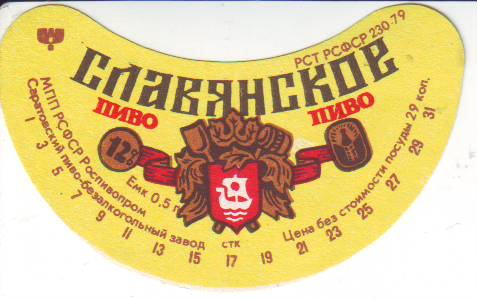 РСТ РСФСР 230-79
СЛАВЯНСКОЕ
ПИВО
ПИВО
12%
МПП РСФСР Роспивопром
Саратовский пиво-безалкогольный завод
Емк 0,5 л
стк
Цена без стоимости посуды 29 коп.
1 3 5 7 9 11 13 15 17 19 21 23 25 27 29 31